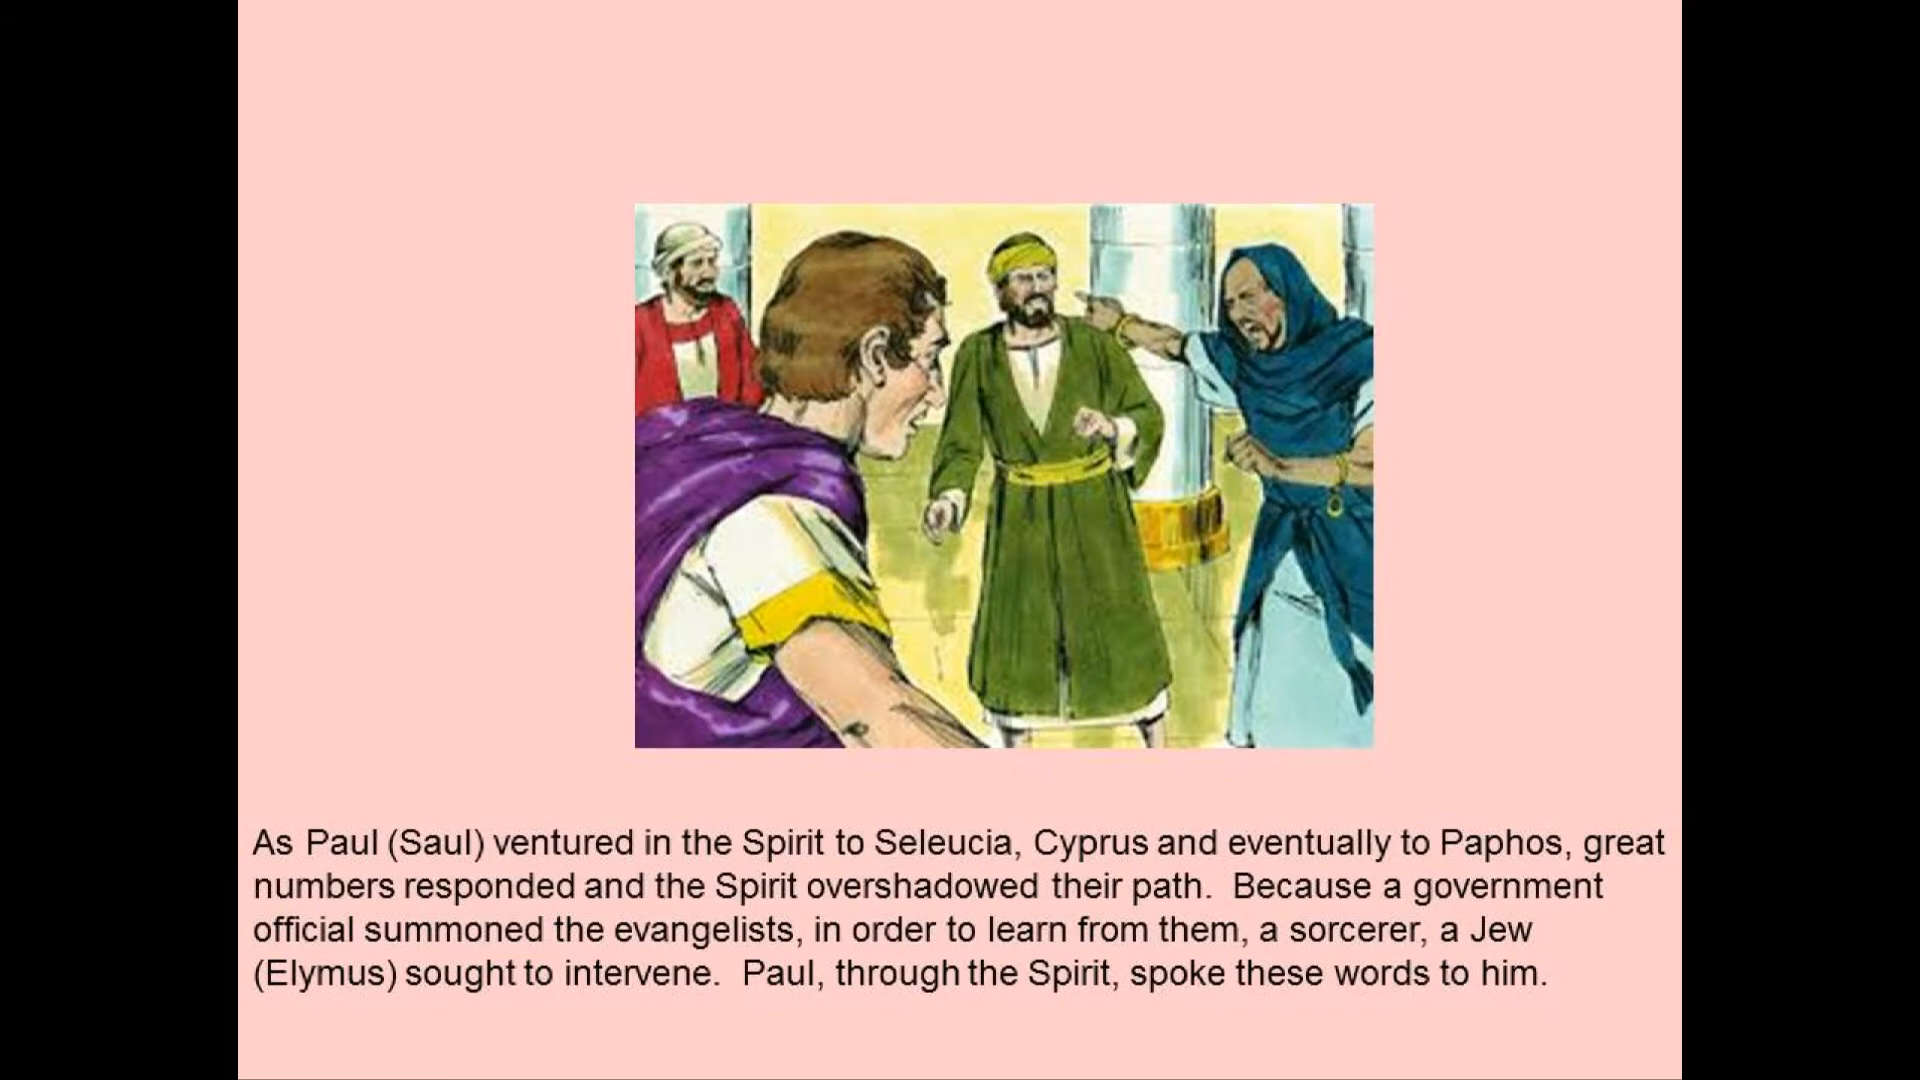 As Paul (Saul) ventured in the Spirit to Seleucia, Cyprus and eventually to Paphos, great
numbers responded and the Spirit overshadowed their path.  Because a government
official summoned the evangelists, in order to learn from them, a sorcerer, a Jew
(Elymus) sought to intervene.  Paul, through the Spirit, spoke these words to him.